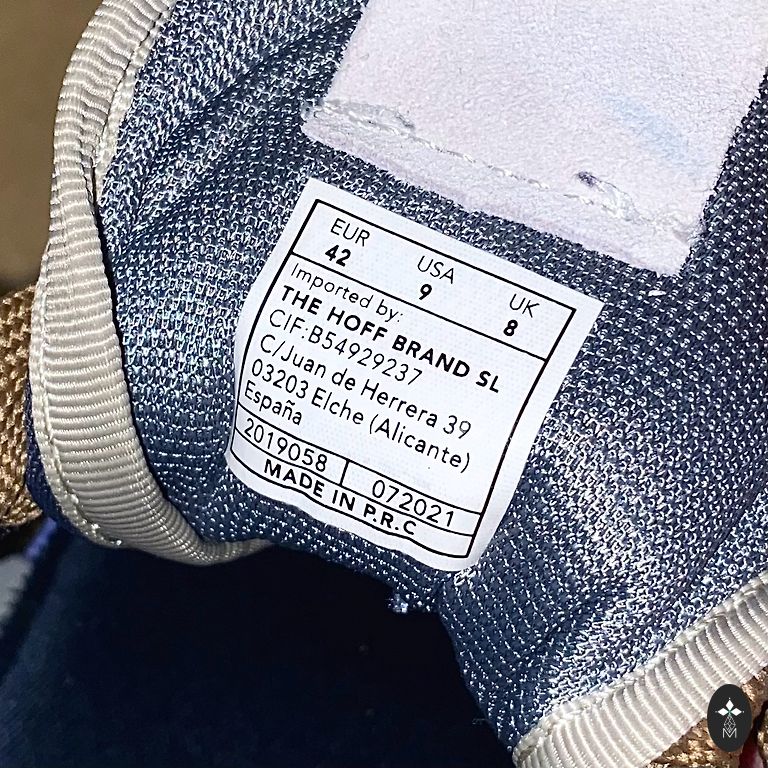 EUR USA UK
42 9 8
Imported by:
THE HOFF BRAND SL
CIF:B54929237
C/Juan de Herrera 39
03203 Elche (Alicante)
España
2019058 072021
MADE IN P.R.C
M